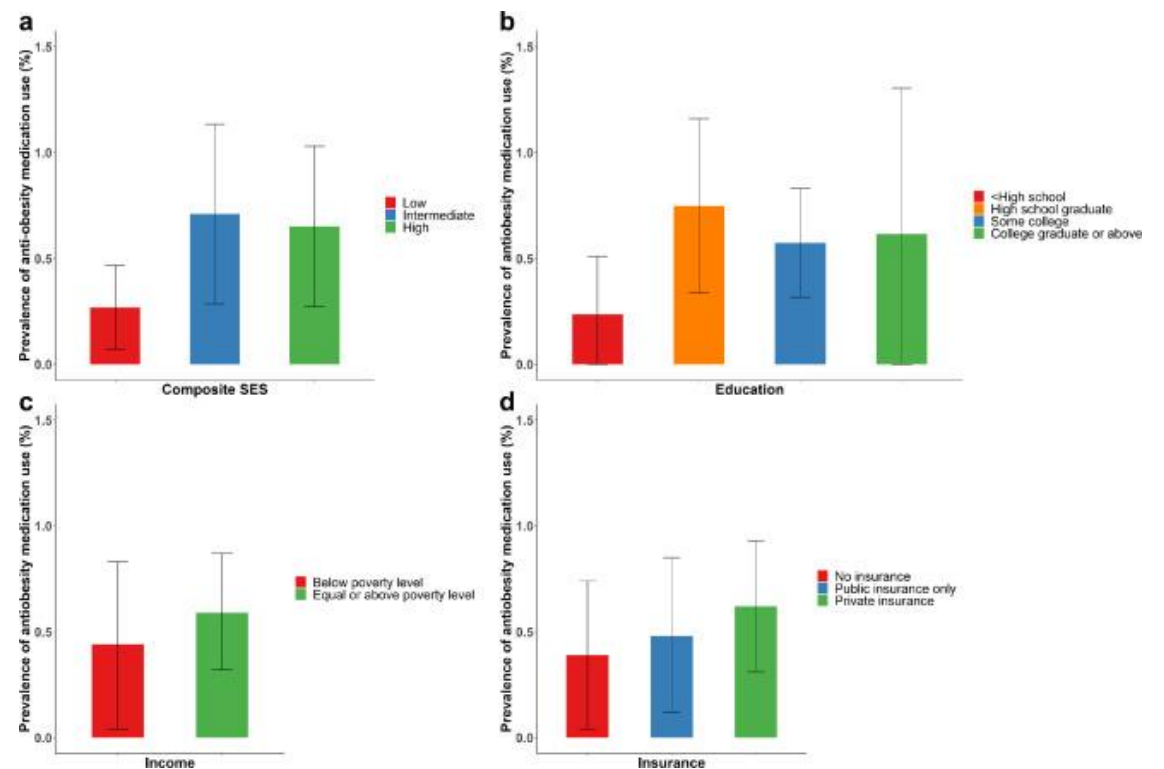 a
Prevalence of anti-obesity medication use (%)
1.5
1.0
0.5
0.0
Composite SES
Low
Intermediate
High
b
Prevalence of antiobesity medication use (%)
1.5
1.0
0.5
0.0
Education
<High school
High school graduate
Some college
College graduate or above
c
Prevalence of antiobesity medication use (%)
1.5
1.0
0.5
0.0
Income
Below poverty level
Equal or above poverty level
d
Prevalence of antiobesity medication use (%)
1.5
1.0
0.5
0.0
Insurance
No insurance
Public insurance only
Private insurance